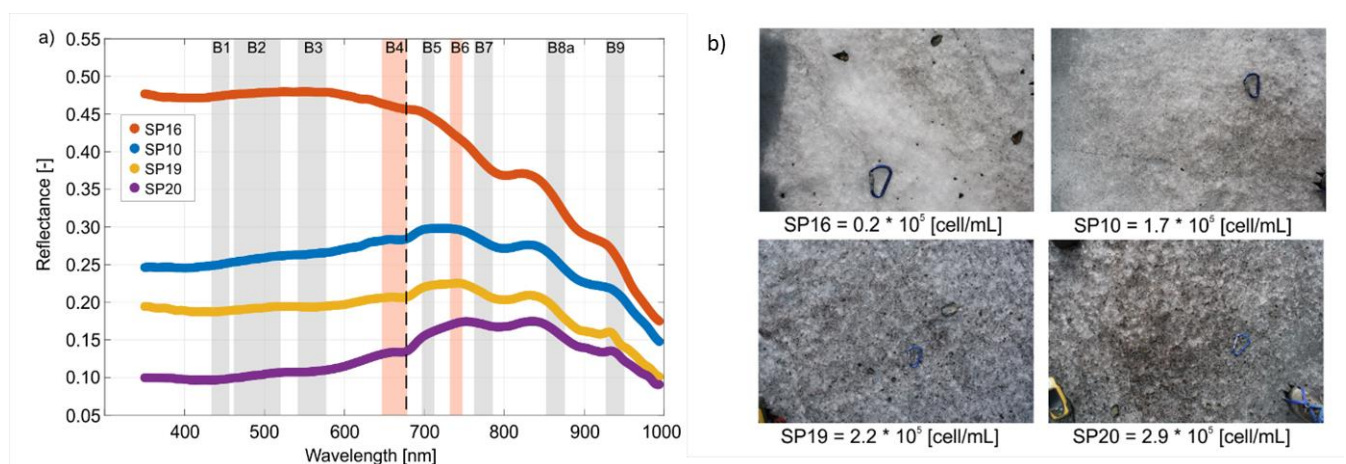 a)
0.55
0.50
0.45
0.40
0.35
0.30
0.25
0.20
0.15
0.10
0.05
Reflectance [-]
B1 B2 B3 B4 B5 B6 B7 B8a B9
SP16
SP10
SP19
SP20
400 500 600 700 800 900 1000
Wavelength [nm]
b)
SP16 = 0.2 * 10⁵ [cell/mL]
SP10 = 1.7 * 10⁵ [cell/mL]
SP19 = 2.2 * 10⁵ [cell/mL]
SP20 = 2.9 * 10⁵ [cell/mL]